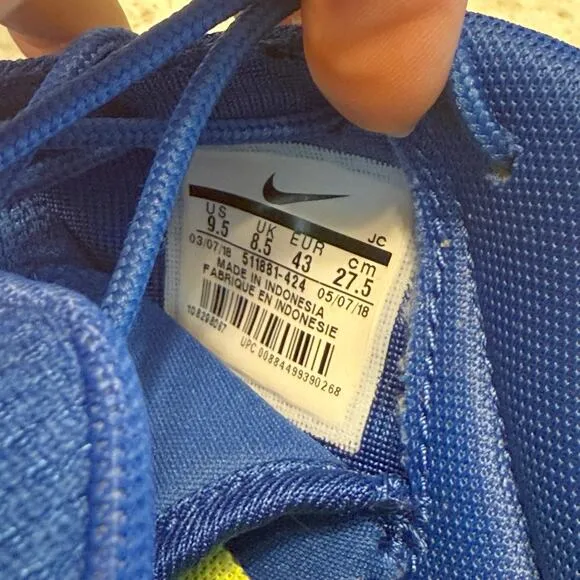 JC
US UK EUR cm
9.5 8.5 43 27.5
03/07/18 511881-424 05/07/18
MADE IN INDONESIA
FABRIQUE EN INDONESIE
UPC 00884499390268